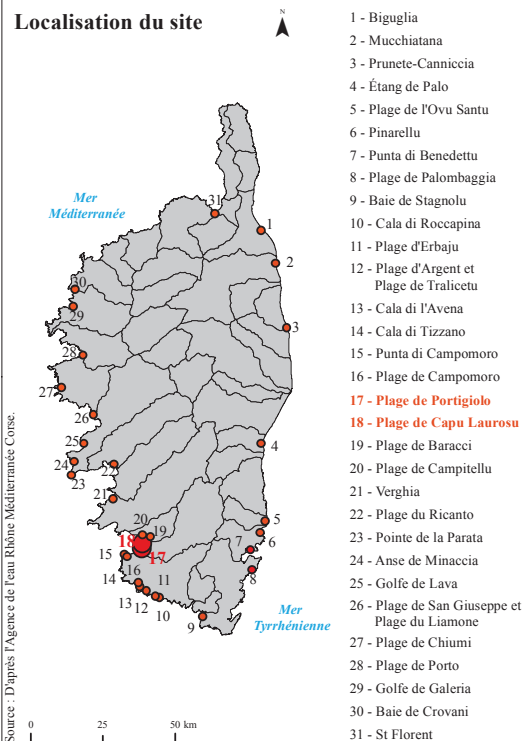 Localisation du site
N
Mer
Méditerranée
Mer
Tyrrhénienne
31
1
2
30
29
3
28
27
26
25
4
24
22
23
21
5
20
19
6
18
7
17
15
8
16
14
11
13
12
10
9
0
25
50 km
Source : D'après l'Agence de l'eau Rhône Méditerranée Corse.
1 - Biguglia
2 - Mucchiatana
3 - Prunete-Canniccia
4 - Étang de Palo
5 - Plage de l'Ovu Santu
6 - Pinarellu
7 - Punta di Benedettu
8 - Plage de Palombaggia
9 - Baie de Stagnolu
10 - Cala di Roccapina
11 - Plage d'Erbaju
12 - Plage d'Argent et
Plage de Tralicetu
13 - Cala di l'Avena
14 - Cala di Tizzano
15 - Punta di Campomoro
16 - Plage de Campomoro
17 - Plage de Portigiolo
18 - Plage de Capu Laurosu
19 - Plage de Baracci
20 - Plage de Campitellu
21 - Verghia
22 - Plage du Ricanto
23 - Pointe de la Parata
24 - Anse de Minaccia
25 - Golfe de Lava
26 - Plage de San Giuseppe et
Plage du Liamone
27 - Plage de Chiumi
28 - Plage de Porto
29 - Golfe de Galeria
30 - Baie de Crovani
31 - St Florent